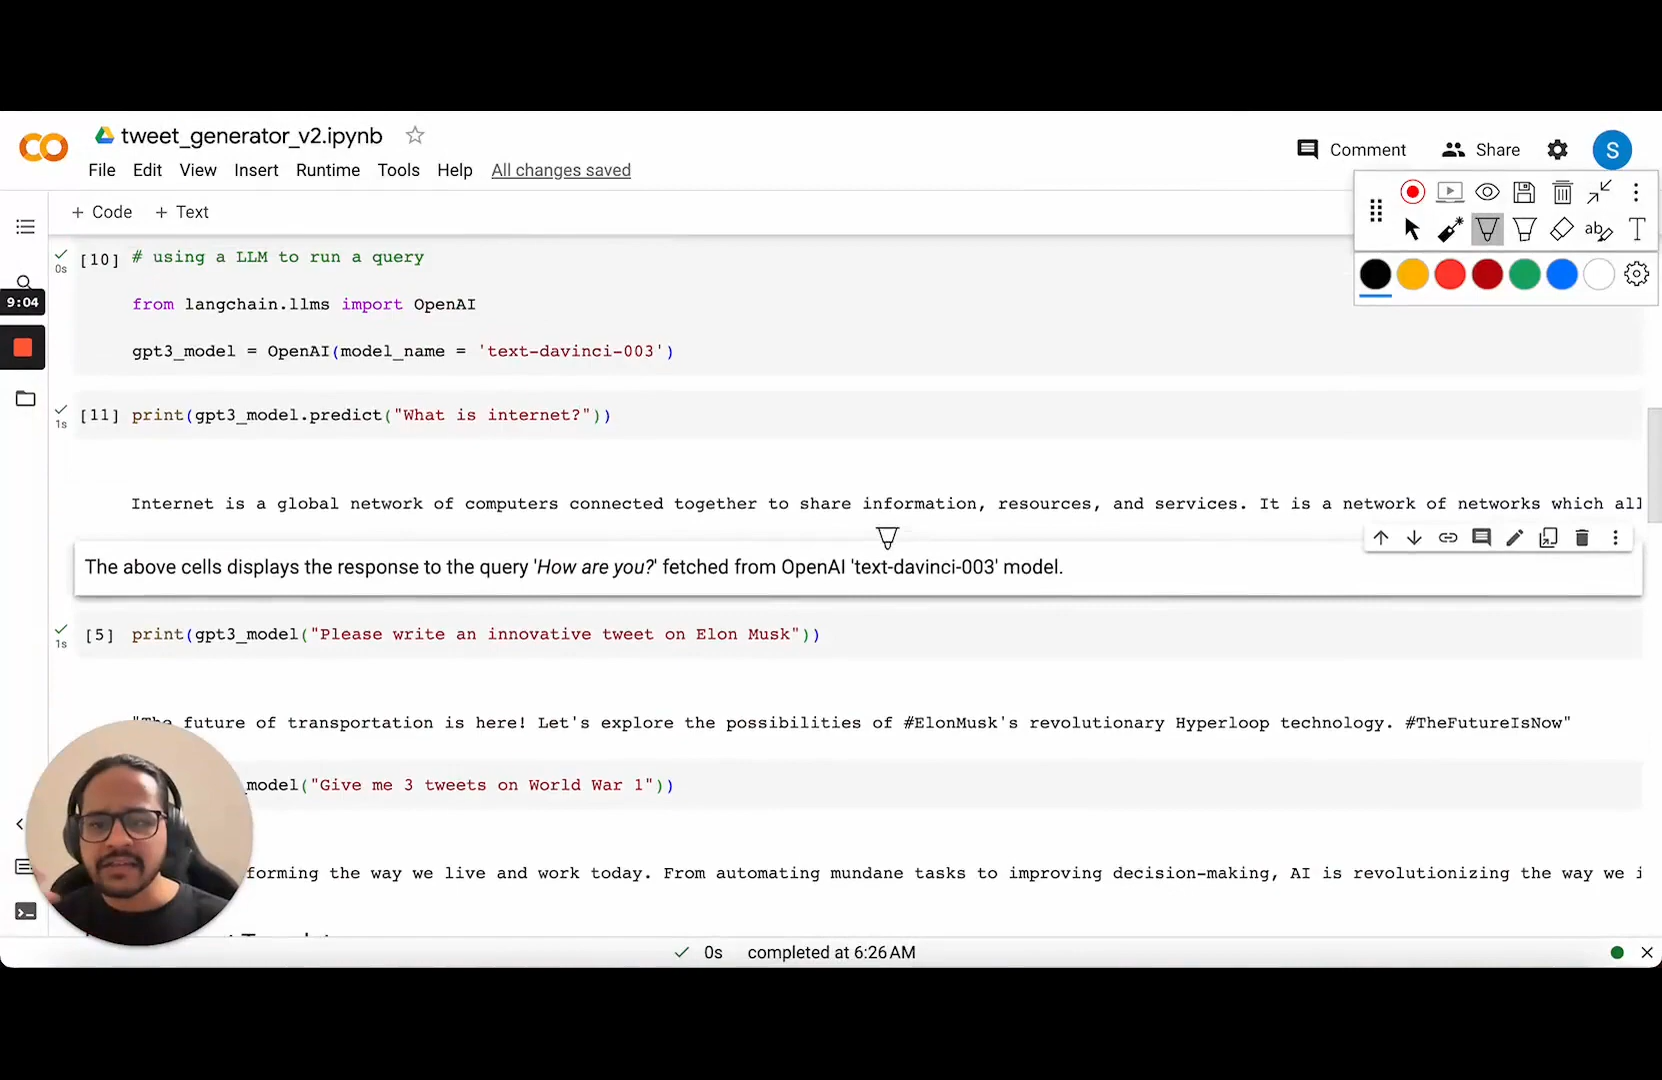 tweet_generator_v2.ipynb
Comment Share S
File Edit View Insert Runtime Tools Help All changes saved
+ Code + Text
T
0s [10] # using a LLM to run a query
9:04
from langchain.llms import OpenAI
gpt3_model = OpenAI(model_name = 'text-davinci-003')
1s [11] print(gpt3_model.predict("What is internet?"))
Internet is a global network of computers connected together to share information, resources, and services. It is a network of networks which all
The above cells displays the response to the query 'How are you?' fetched from OpenAI 'text-davinci-003' model.
1s [5] print(gpt3_model("Please write an innovative tweet on Elon Musk"))
"The future of transportation is here! Let's explore the possibilities of #ElonMusk's revolutionary Hyperloop technology. #TheFutureIsNow"
_model("Give me 3 tweets on World War 1"))
forming the way we live and work today. From automating mundane tasks to improving decision-making, AI is revolutionizing the way we i
0s completed at 6:26 AM